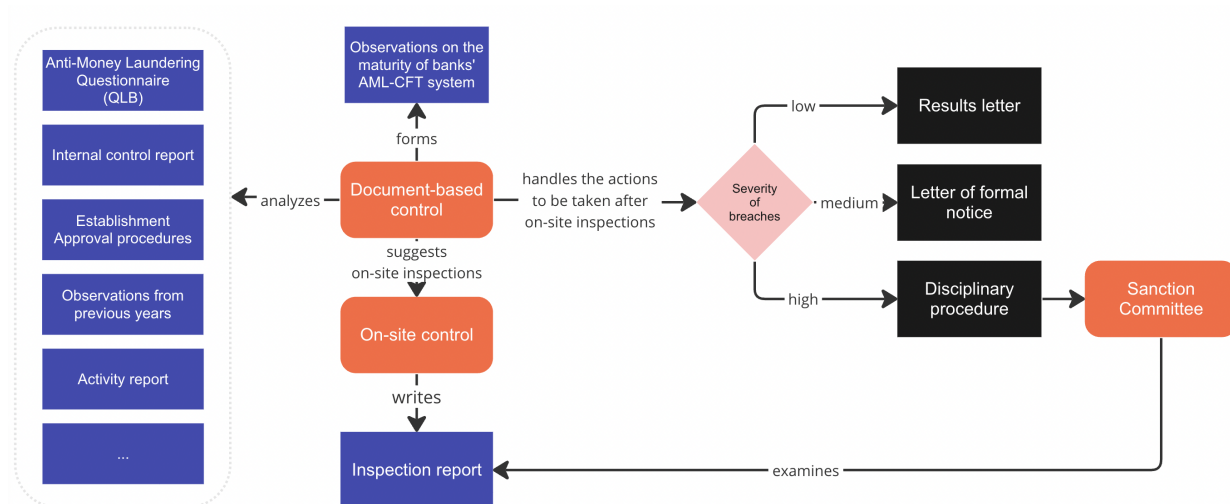 Anti-Money Laundering
Questionnaire
(QLB)
Internal control report
Establishment
Approval procedures
Observations from
previous years
Activity report
...
analyzes
Observations on the
maturity of banks'
AML-CFT system
forms
Document-based
control
suggests
on-site inspections
On-site control
writes
Inspection report
handles the actions
to be taken after
on-site inspections
Severity
of
breaches
low
Results letter
medium
Letter of formal
notice
high
Disciplinary
procedure
Sanction
Committee
examines